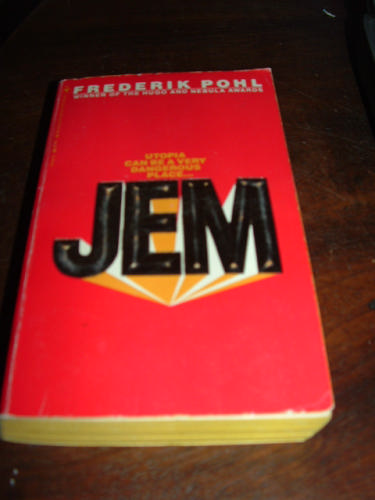 FREDERIK POHL
WINNER OF THE HUGO AND NEBULA AWARDS
UTOPIA
CAN BE A VERY
DANGEROUS
PLACE...
JEM